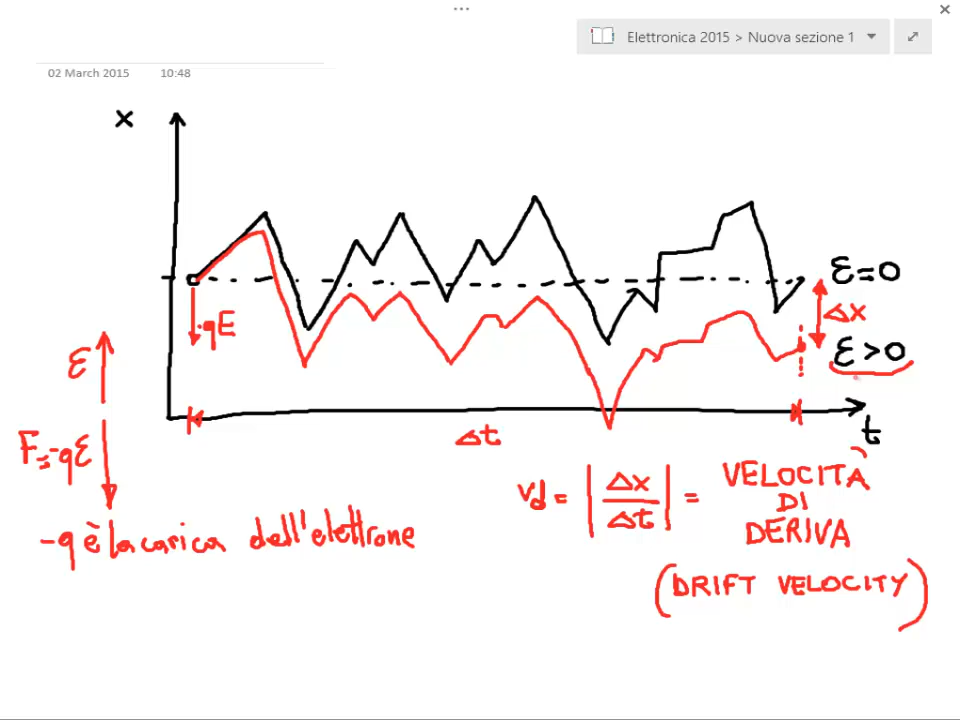 Elettronica 2015 > Nuova sezione 1
02 March 2015 10:48
x
ε=0
Δx
-qE
ε>0
ε
t
Δt
F=-qε
vd = |Δx/Δt| = VELOCITÀ
DI
DERIVA
-q è la carica dell'elettrone
(DRIFT VELOCITY)